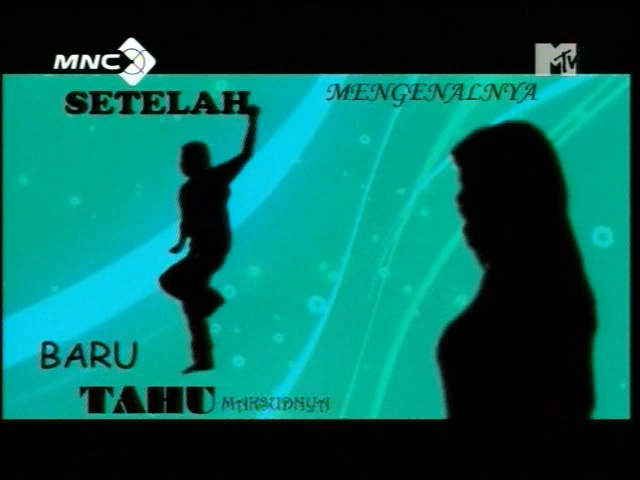 MNC
MTV
SETELAH MENGENALNYA
BARU
TAHU MAKSUDNYA